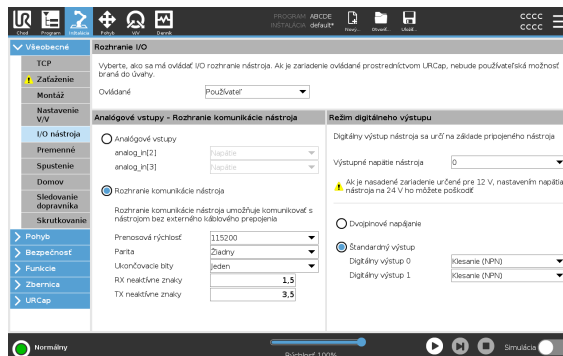 Chod
Program
Inštalácia
Pohyb
V/V
Denník
PROGRAM ABCDE
INŠTALÁCIA default*
Nový...
Otvoriť...
Uložiť...
CCCC
CCCC
Všeobecné
TCP
Zaťaženie
Montáž
Nastavenie V/V
I/O nástroja
Premenné
Spustenie
Domov
Sledovanie dopravníka
Skrutkovanie
Pohyb
Bezpečnosť
Funkcie
Zbernica
URCap
Rozhranie I/O
Vyberte, ako sa má ovládať I/O rozhranie nástroja. Ak je zariadenie ovládané prostredníctvom URCap, nebude používateľská možnosť
braná do úvahy.
Ovládané
Používateľ
Analógové vstupy - Rozhranie komunikácie nástroja
Analógové vstupy
analog_in[2]
Napätie
analog_in[3]
Napätie
Rozhranie komunikácie nástroja
Rozhranie komunikácie nástroja umožňuje komunikovať s
nástrojom bez externého káblového prepojenia
Prenosová rýchlosť
115200
Parita
Žiadny
Ukončovacie bity
Jeden
RX neaktívne znaky
1,5
TX neaktívne znaky
3,5
Režim digitálneho výstupu
Digitálny výstup nástroja sa určí na základe pripojeného nástroja
Výstupné napätie nástroja
0
Ak je nasadené zariadenie určené pre 12 V, nastavením napätia
nástroja na 24 V ho môžete poškodiť
Dvojpinové napájanie
Štandardný výstup
Digitálny výstup 0
Klesanie (NPN)
Digitálny výstup 1
Klesanie (NPN)
Normálny
Rýchlosť 100%
Simulácia